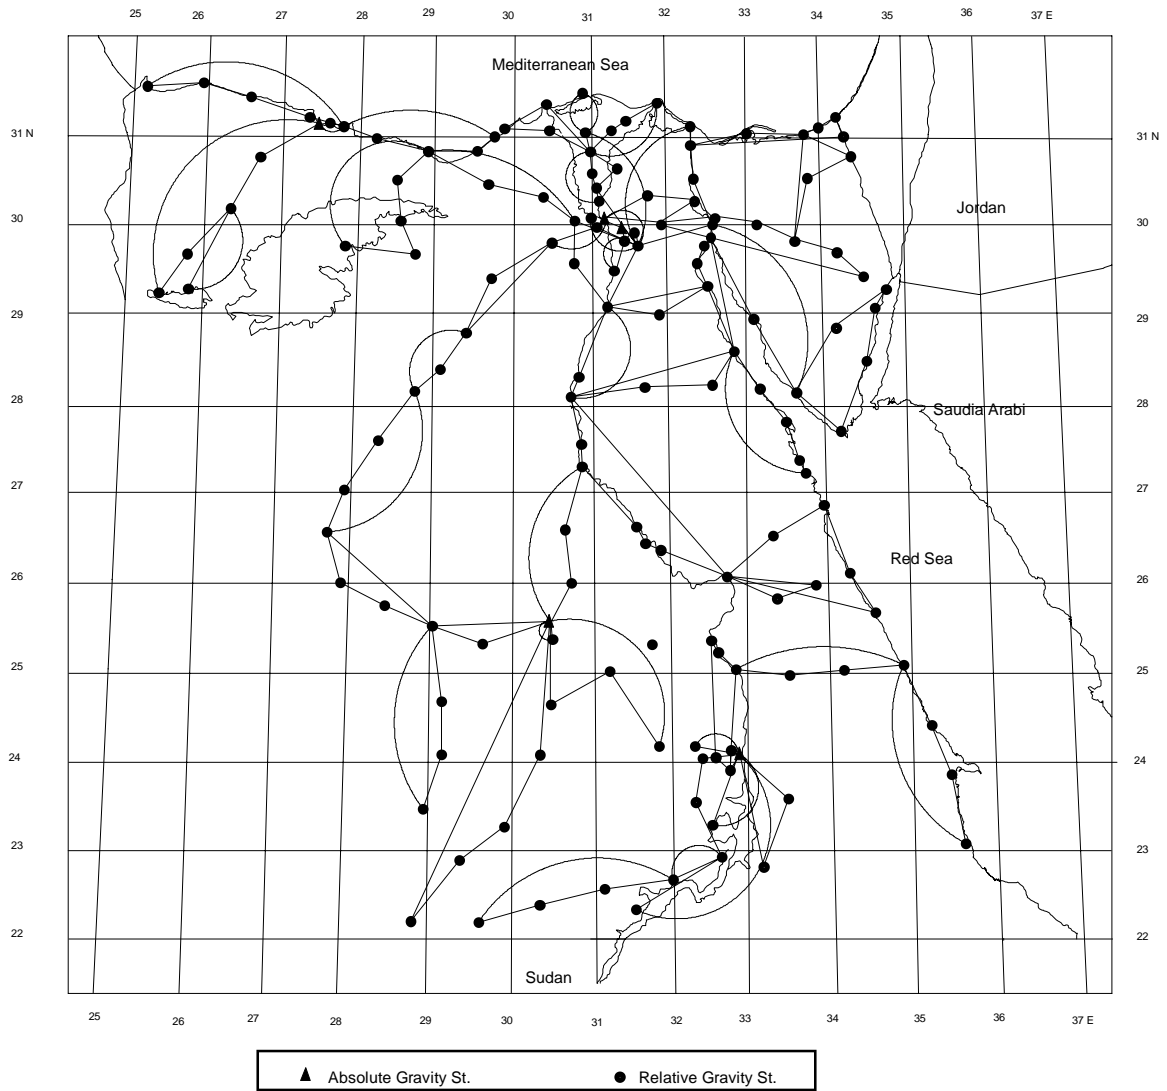 25 26 27 28 29 30 31 32 33 34 35 36 37 E
Mediterranean Sea
31 N 31 N
30 Jordan 30
29 29
28 Saudia Arabi 28
27 27
26 Red Sea 26
25 25
24 24
23 23
22 22
Sudan
25 26 27 28 29 30 31 32 33 34 35 36 37 E
Absolute Gravity St. Relative Gravity St.